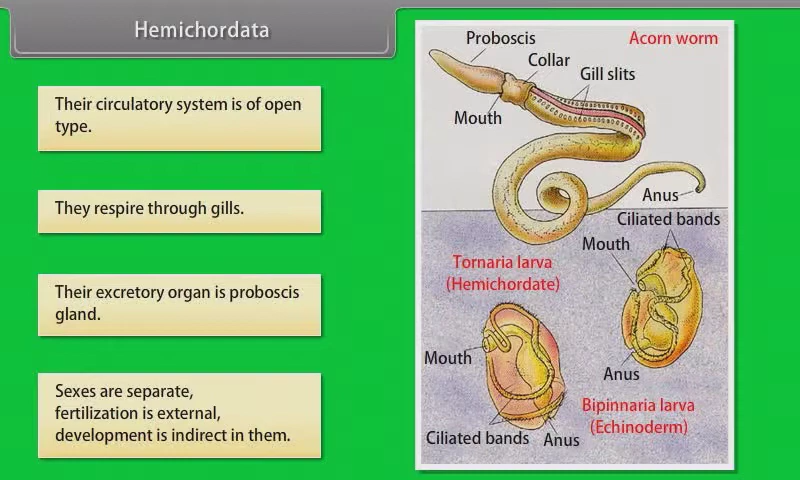 Hemichordata
Their circulatory system is of open
type.
They respire through gills.
Their excretory organ is proboscis
gland.
Sexes are separate,
fertilization is external,
development is indirect in them.
Proboscis
Acorn worm
Collar
Gill slits
Mouth
Anus
Ciliated bands
Mouth
Tornaria larva
(Hemichordate)
Mouth
Anus
Bipinnaria larva
(Echinoderm)
Ciliated bands
Anus